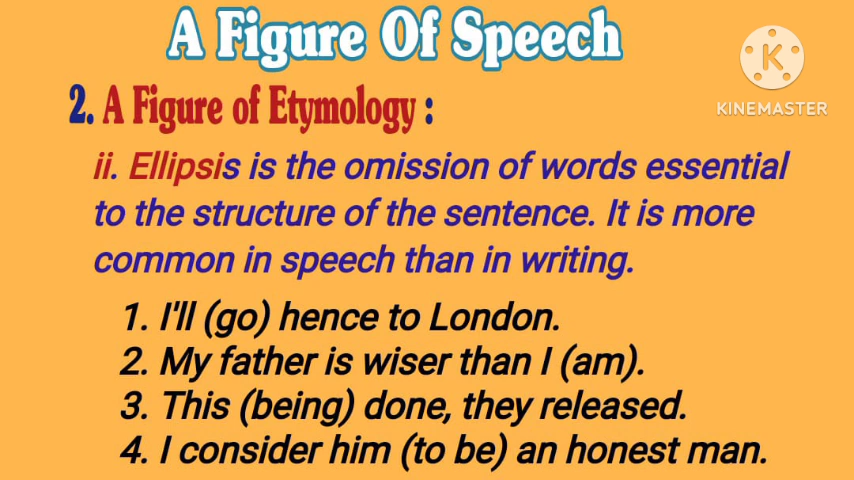 A Figure Of Speech
KINEMASTER
2. A Figure of Etymology :
ii. Ellipsis is the omission of words essential
to the structure of the sentence. It is more
common in speech than in writing.
1. I'll (go) hence to London.
2. My father is wiser than I (am).
3. This (being) done, they released.
4. I consider him (to be) an honest man.